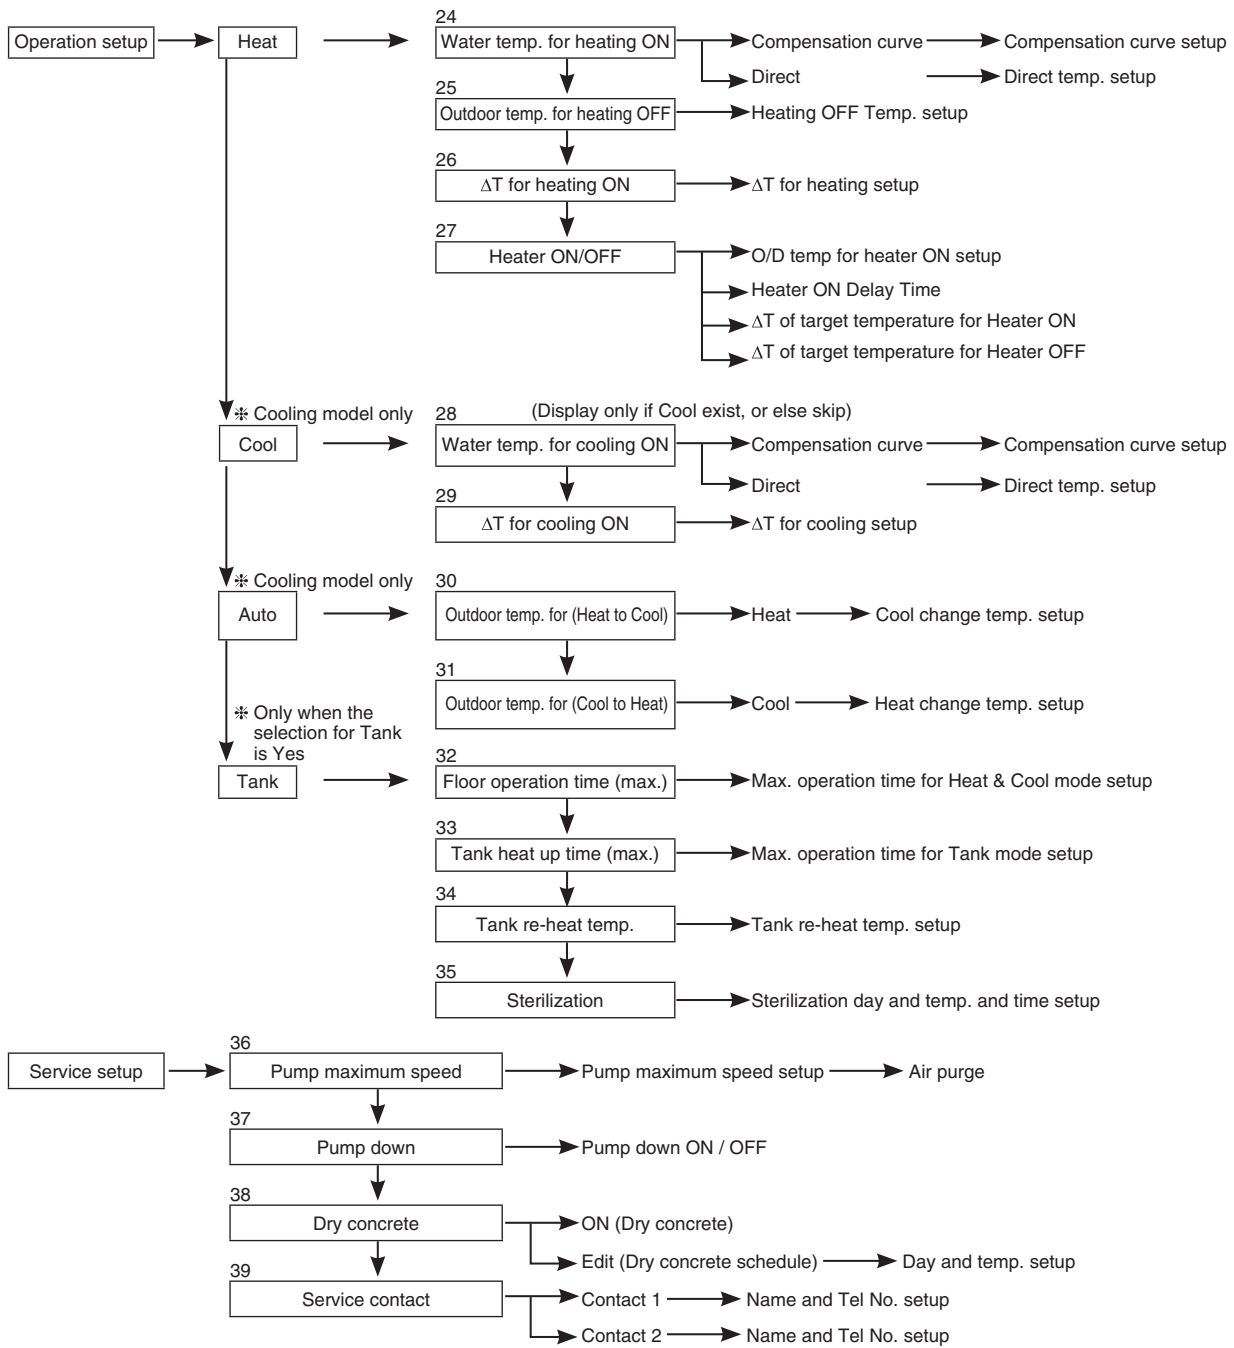 24
Operation setup
Heat
Water temp. for heating ON
Compensation curve
Compensation curve setup
Direct
Direct temp. setup
25
Outdoor temp. for heating OFF
Heating OFF Temp. setup
26
ΔT for heating ON
ΔT for heating setup
27
Heater ON/OFF
O/D temp for heater ON setup
Heater ON Delay Time
ΔT of target temperature for Heater ON
ΔT of target temperature for Heater OFF
❉ Cooling model only
28
(Display only if Cool exist, or else skip)
Cool
Water temp. for cooling ON
Compensation curve
Compensation curve setup
Direct
Direct temp. setup
29
ΔT for cooling ON
ΔT for cooling setup
❉ Cooling model only
30
Auto
Outdoor temp. for (Heat to Cool)
Heat
Cool change temp. setup
31
Outdoor temp. for (Cool to Heat)
Cool
Heat change temp. setup
❉ Only when the
selection for Tank
is Yes
32
Tank
Floor operation time (max.)
Max. operation time for Heat & Cool mode setup
33
Tank heat up time (max.)
Max. operation time for Tank mode setup
34
Tank re-heat temp.
Tank re-heat temp. setup
35
Sterilization
Sterilization day and temp. and time setup
36
Service setup
Pump maximum speed
Pump maximum speed setup
Air purge
37
Pump down
Pump down ON / OFF
38
Dry concrete
ON (Dry concrete)
Edit (Dry concrete schedule)
Day and temp. setup
39
Service contact
Contact 1
Name and Tel No. setup
Contact 2
Name and Tel No. setup